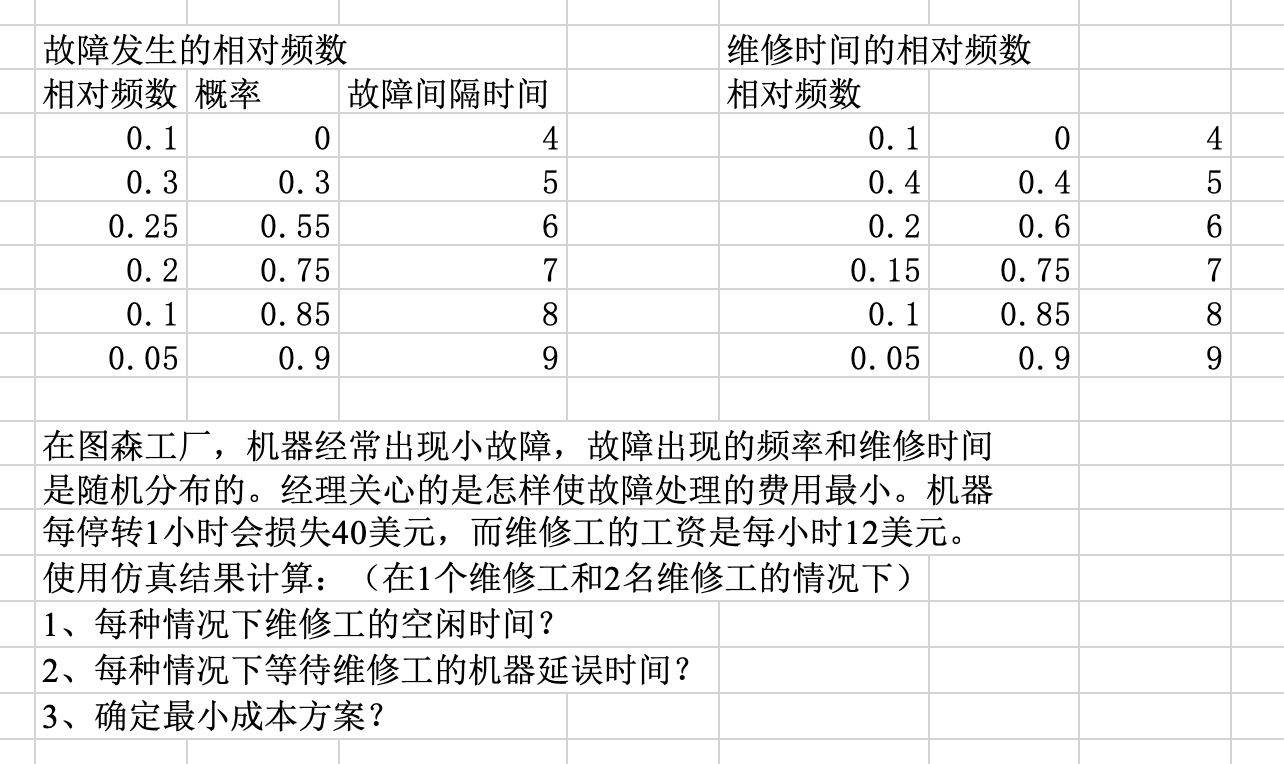 故障发生的相对频数 维修时间的相对频数
相对频数 概率 故障间隔时间 相对频数
0.1 0 4 0.1 0 4
0.3 0.3 5 0.4 0.4 5
0.25 0.55 6 0.2 0.6 6
0.2 0.75 7 0.15 0.75 7
0.1 0.85 8 0.1 0.85 8
0.05 0.9 9 0.05 0.9 9
在图森工厂，机器经常出现小故障，故障出现的频率和维修时间
是随机分布的。经理关心的是怎样使故障处理的费用最小。机器
每停转1小时会损失40美元，而维修工的工资是每小时12美元。
使用仿真结果计算：（在1个维修工和2名维修工的情况下）
1、每种情况下维修工的空闲时间？
2、每种情况下等待维修工的机器延误时间？
3、确定最小成本方案？